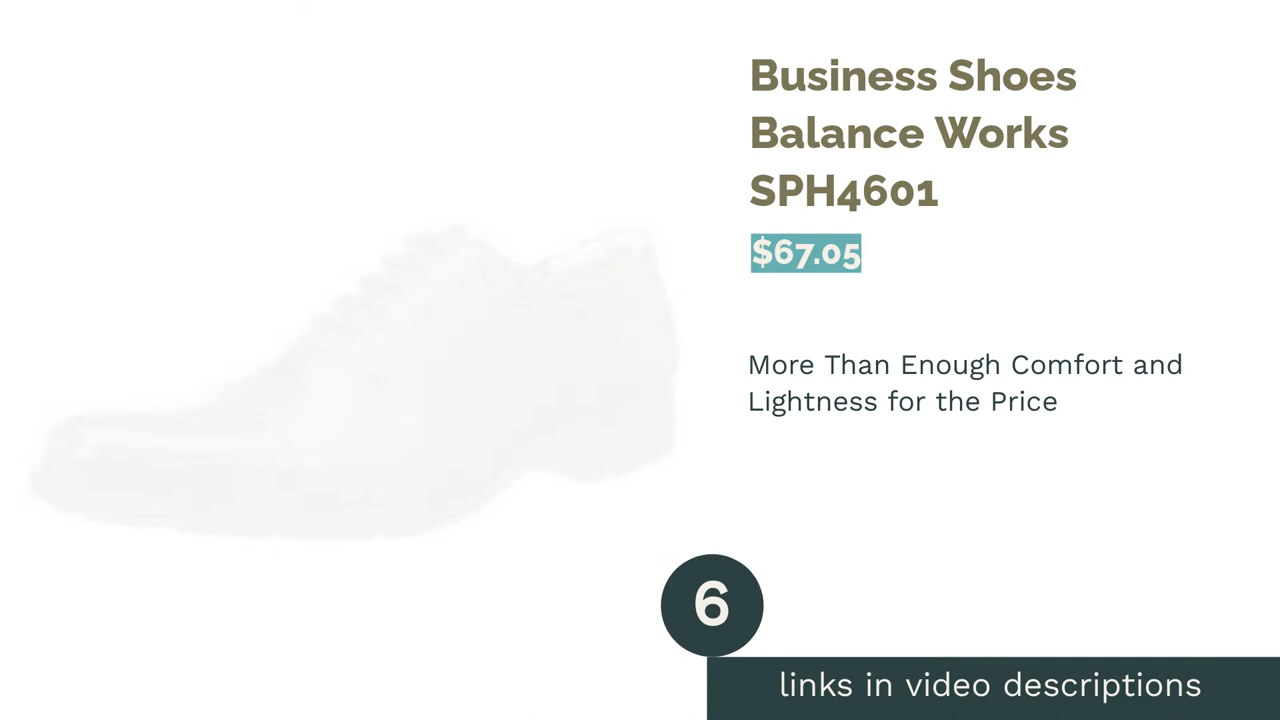 Business Shoes
Balance Works
SPH4601
$67.05
More Than Enough Comfort and
Lightness for the Price
6
links in video descriptions